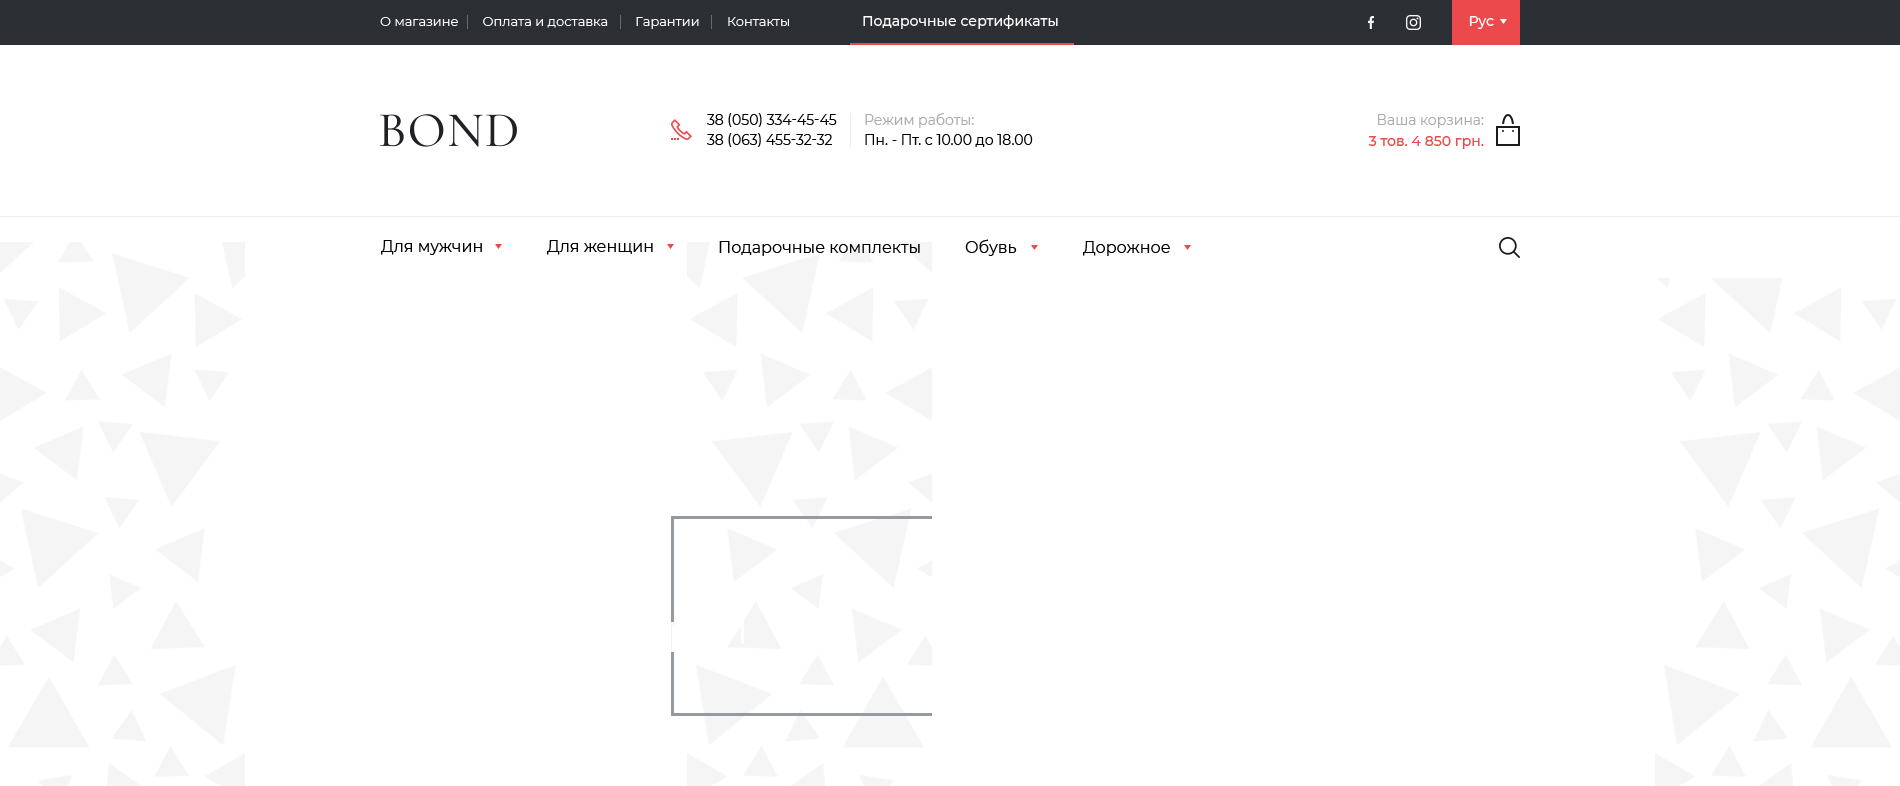 О магазине
Оплата и доставка
Гарантии
Контакты
Подарочные сертификаты
Рус
BOND
38 (050) 334-45-45
38 (063) 455-32-32
Режим работы:
Пн. - Пт. с 10.00 до 18.00
Ваша корзина:
3 тов. 4 850 грн.
Для мужчин
Для женщин
Подарочные комплекты
Обувь
Дорожное